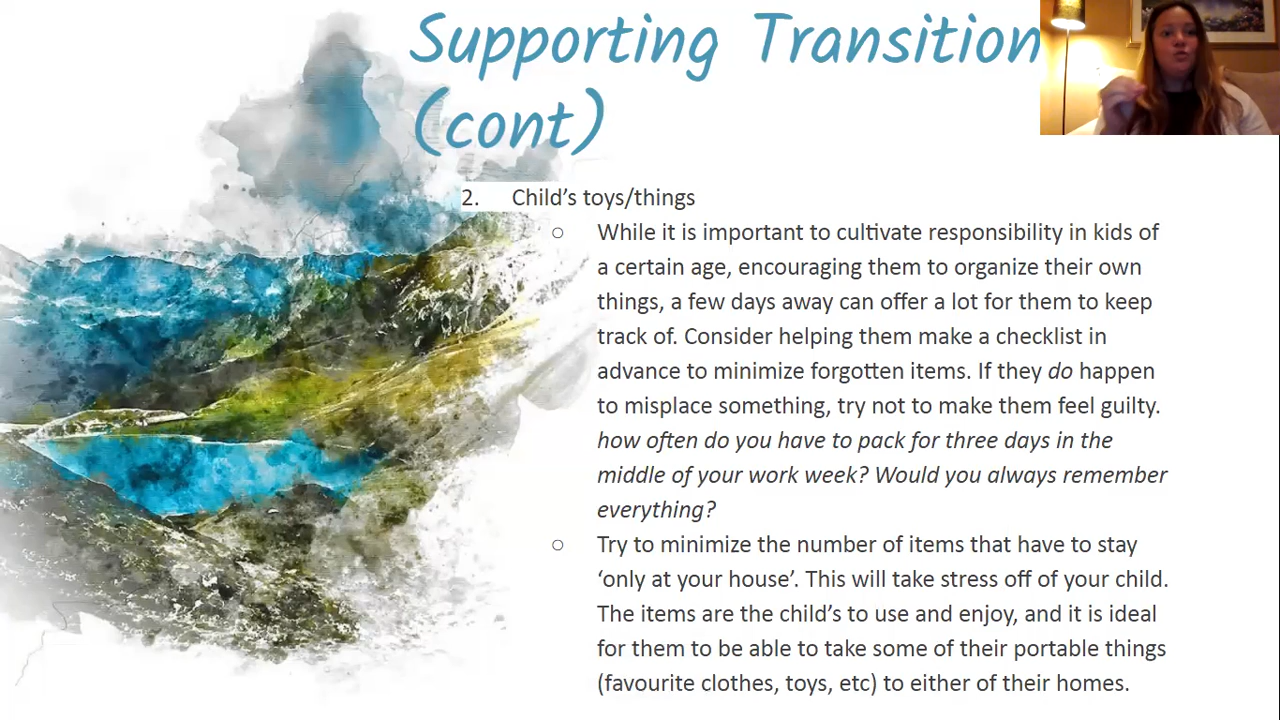 Supporting Transition
(cont)
2. Child's toys/things
○ While it is important to cultivate responsibility in kids of
a certain age, encouraging them to organize their own
things, a few days away can offer a lot for them to keep
track of. Consider helping them make a checklist in
advance to minimize forgotten items. If they do happen
to misplace something, try not to make them feel guilty.
how often do you have to pack for three days in the
middle of your work week? Would you always remember
everything?
○ Try to minimize the number of items that have to stay
‘only at your house’. This will take stress off of your child.
The items are the child's to use and enjoy, and it is ideal
for them to be able to take some of their portable things
(favourite clothes, toys, etc) to either of their homes.